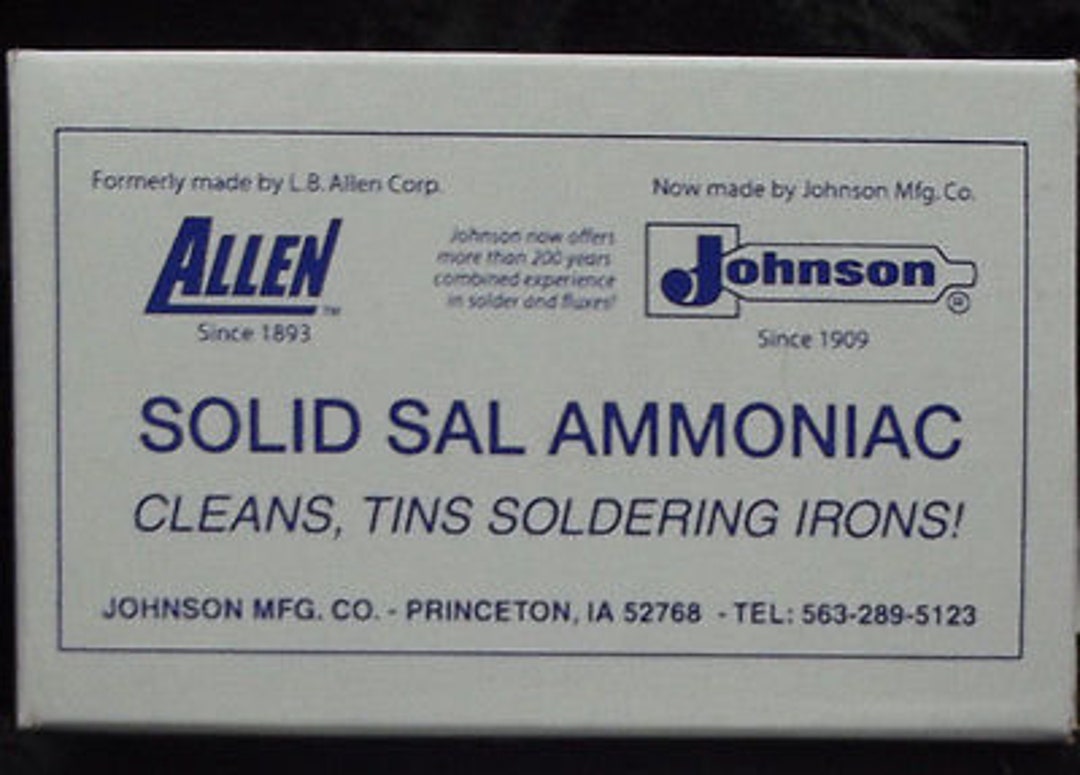 Formerly made by L.B. Allen Corp.
Now made by Johnson Mfg. Co.
ALLEN™
Since 1893
Johnson now offers
more than 200 years
combined experience
in solder and fluxes!
Johnson®
Since 1909
SOLID SAL AMMONIAC
CLEANS, TINS SOLDERING IRONS!
JOHNSON MFG. CO. - PRINCETON, IA 52768 - TEL: 563-289-5123